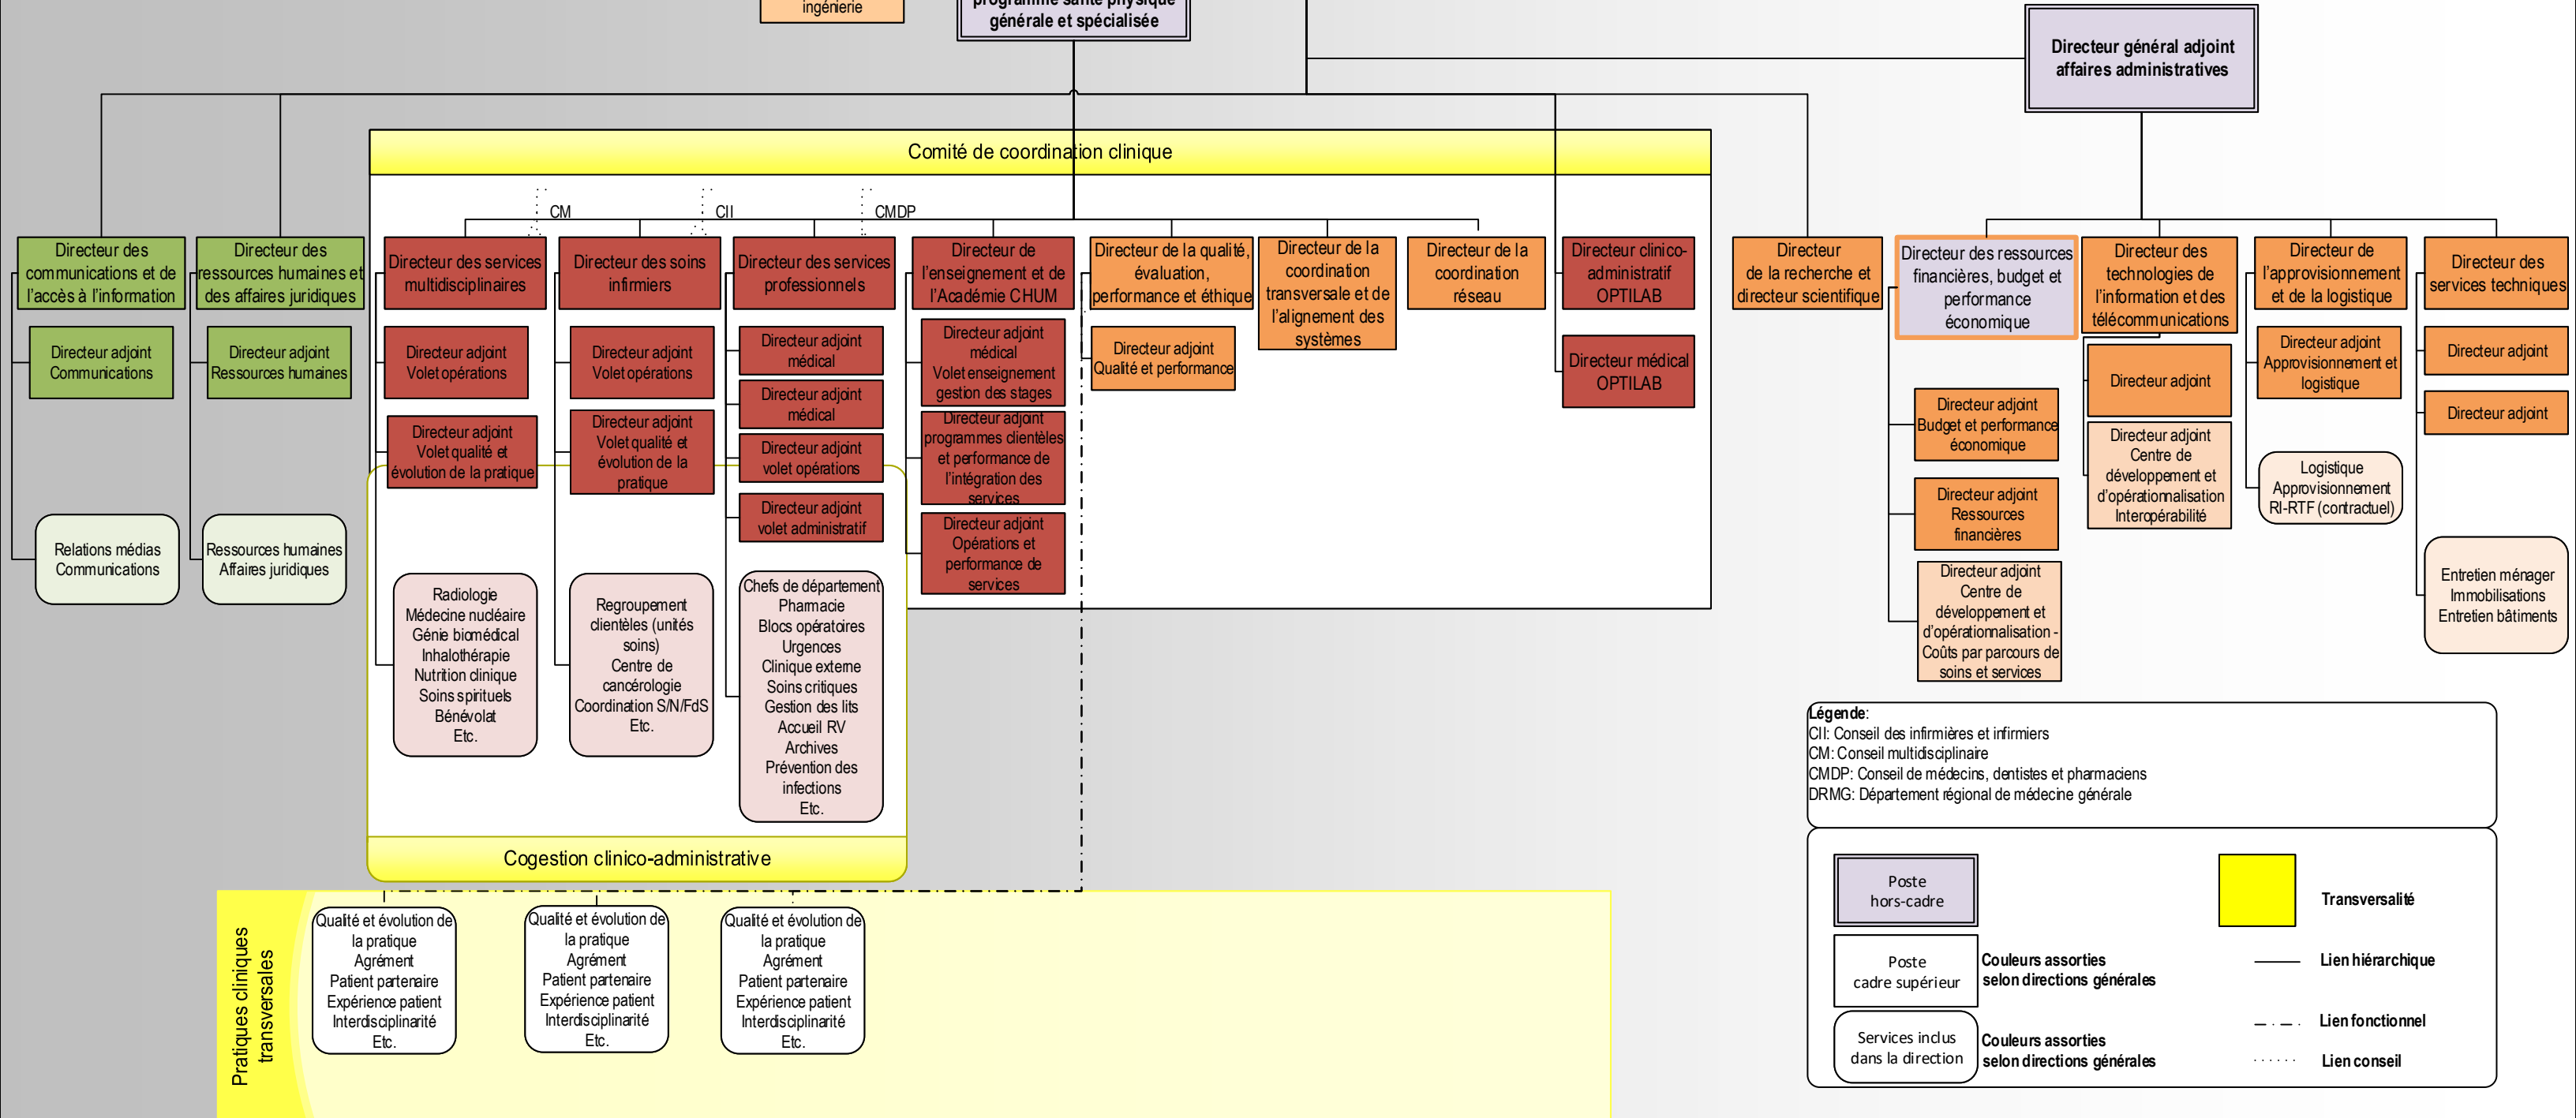 ingénierie
programme santé physique
générale et spécialisée
Directeur général adjoint
affaires administratives
Comité de coordination clinique
CM
CII
CMDP
Directeur des
communications et de
l’accès à l’information
Directeur adjoint
Communications
Relations médias
Communications
Directeur des
ressources humaines et
des affaires juridiques
Directeur adjoint
Ressources humaines
Ressources humaines
Affaires juridiques
Directeur des services
multidisciplinaires
Directeur adjoint
Volet opérations
Directeur adjoint
Volet qualité et
évolution de la pratique
Radiologie
Médecine nucléaire
Génie biomédical
Inhalothérapie
Nutrition clinique
Soins spirituels
Bénévolat
Etc.
Directeur des soins
infirmiers
Directeur adjoint
Volet opérations
Directeur adjoint
Volet qualité et
évolution de la
pratique
Regroupement
clientèles (unités
soins)
Centre de
cancérologie
Coordination S/N/FdS
Etc.
Directeur des services
professionnels
Directeur adjoint
médical
Directeur adjoint
médical
Directeur adjoint
volet opérations
Directeur adjoint
volet administratif
Chefs de département
Pharmacie
Blocs opératoires
Urgences
Clinique externe
Soins critiques
Gestion des lits
Accueil RV
Archives
Prévention des
infections
Etc.
Directeur de
l’enseignement et de
l’Académie CHUM
Directeur adjoint
médical
Volet enseignement
gestion des stages
Directeur adjoint
programmes clientèles
et performance de
l’intégration des
services
Directeur adjoint
Opérations et
performance de
services
Directeur de la qualité,
évaluation,
performance et éthique
Directeur adjoint
Qualité et performance
Directeur de la
coordination
transversale et de
l’alignement des
systèmes
Directeur de la
coordination
réseau
Directeur clinico-
administratif
OPTILAB
Directeur médical
OPTILAB
Directeur
de la recherche et
directeur scientifique
Directeur des ressources
financières, budget et
performance
économique
Directeur adjoint
Budget et performance
économique
Directeur adjoint
Ressources
financières
Directeur adjoint
Centre de
développement et
d’opérationnalisation -
Coûts par parcours de
soins et services
Directeur des
technologies de
l’information et des
télécommunications
Directeur adjoint
Directeur adjoint
Centre de
développement et
d’opérationnalisation
Interopérabilité
Directeur de
l’approvisionnement
et de la logistique
Directeur adjoint
Approvisionnement et
logistique
Logistique
Approvisionnement
RI-RTF (contractuel)
Directeur des
services techniques
Directeur adjoint
Directeur adjoint
Entretien ménager
Immobilisations
Entretien bâtiments
Cogestion clinico-administrative
Pratiques cliniques
transversales
Qualité et évolution de
la pratique
Agrément
Patient partenaire
Expérience patient
Interdisciplinarité
Etc.
Qualité et évolution de
la pratique
Agrément
Patient partenaire
Expérience patient
Interdisciplinarité
Etc.
Qualité et évolution de
la pratique
Agrément
Patient partenaire
Expérience patient
Interdisciplinarité
Etc.
Légende:
CII: Conseil des infirmières et infirmiers
CM: Conseil multidisciplinaire
CMDP: Conseil de médecins, dentistes et pharmaciens
DRMG: Département régional de médecine générale
Poste
hors-cadre
Transversalité
Poste
cadre supérieur
Couleurs assorties
selon directions générales
Lien hiérarchique
Services inclus
dans la direction
Couleurs assorties
selon directions générales
Lien fonctionnel
Lien conseil